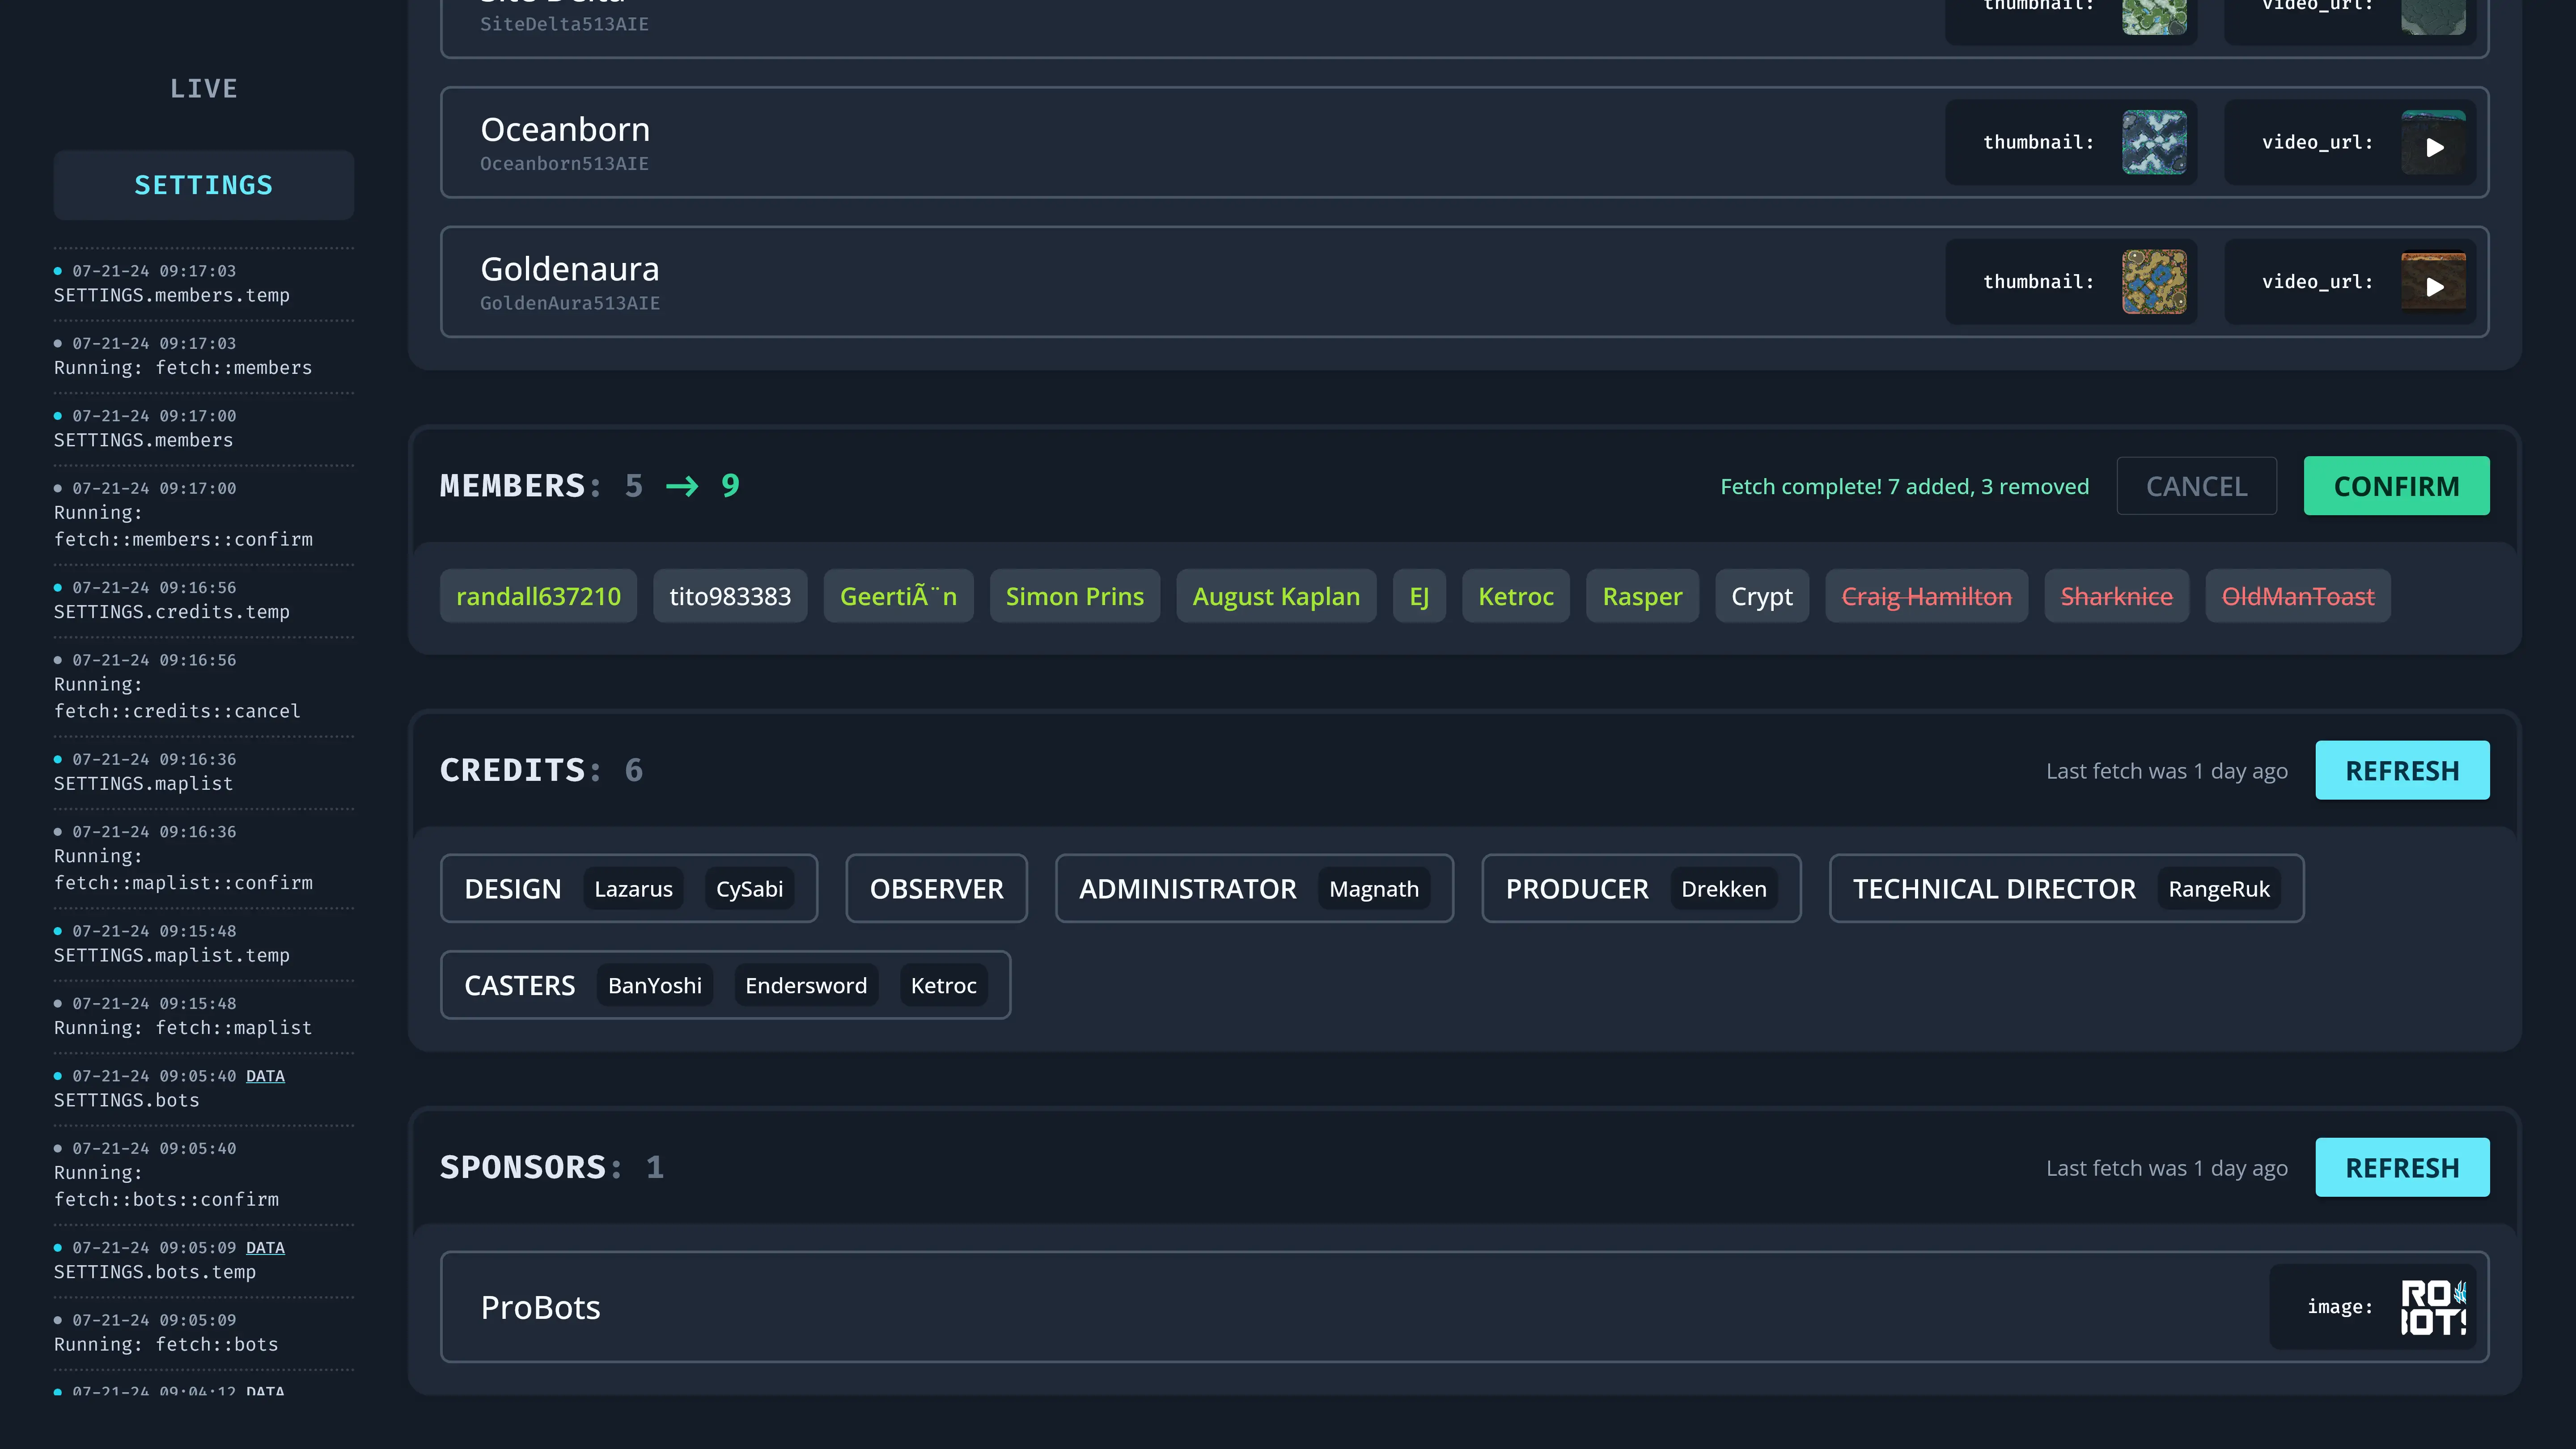 LIVE
SETTINGS
07-21-24 09:17:03
SETTINGS.members.temp
07-21-24 09:17:03
Running: fetch::members
07-21-24 09:17:00
SETTINGS.members
07-21-24 09:17:00
Running:
fetch::members::confirm
07-21-24 09:16:56
SETTINGS.credits.temp
07-21-24 09:16:56
Running:
fetch::credits::cancel
07-21-24 09:16:36
SETTINGS.maplist
07-21-24 09:16:36
Running:
fetch::maplist::confirm
07-21-24 09:15:48
SETTINGS.maplist.temp
07-21-24 09:15:48
Running: fetch::maplist
07-21-24 09:05:40 DATA
SETTINGS.bots
07-21-24 09:05:40
Running:
fetch::bots::confirm
07-21-24 09:05:09 DATA
SETTINGS.bots.temp
07-21-24 09:05:09
Running: fetch::bots
07-21-24 09:04:12 DATA
Site Delta
SiteDelta513AIE
thumbnail: video_url:
Oceanborn
Oceanborn513AIE
thumbnail: video_url:
Goldenaura
GoldenAura513AIE
thumbnail: video_url:
MEMBERS: 5 → 9
Fetch complete! 7 added, 3 removed CANCEL CONFIRM
randall637210 tito983383 GeertiÃ¨n Simon Prins August Kaplan EJ Ketroc Rasper Crypt Craig Hamilton Sharknice OldManToast
CREDITS: 6
Last fetch was 1 day ago REFRESH
DESIGN Lazarus CySabi OBSERVER ADMINISTRATOR Magnath PRODUCER Drekken TECHNICAL DIRECTOR RangeRuk
CASTERS BanYoshi Endersword Ketroc
SPONSORS: 1
Last fetch was 1 day ago REFRESH
ProBots
image: